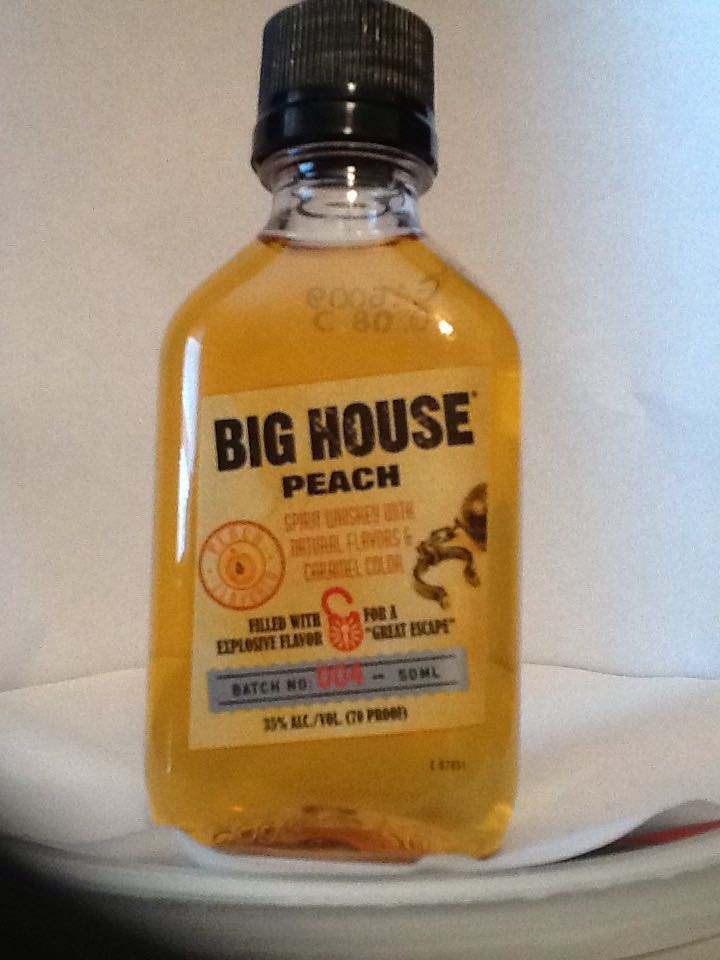 BIG HOUSE
PEACH
SPIRIT WHISKEY WITH
NATURAL FLAVORS &
CARAMEL COLOR
PEACH
FILLED WITH
EXPLOSIVE FLAVOR
FOR A
"GREAT ESCAPE"
BATCH NO: 004 — 50ML
35% ALC./VOL. (70 PROOF)